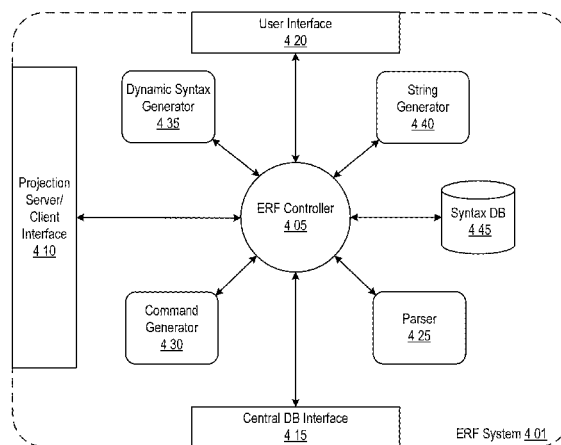 User Interface
4.20
Dynamic Syntax
Generator
4.35
String
Generator
4.40
Projection
Server/
Client
Interface
4.10
ERF Controller
4.05
Syntax DB
4.45
Command
Generator
4.30
Parser
4.25
Central DB Interface
4.15
ERF System 4.01